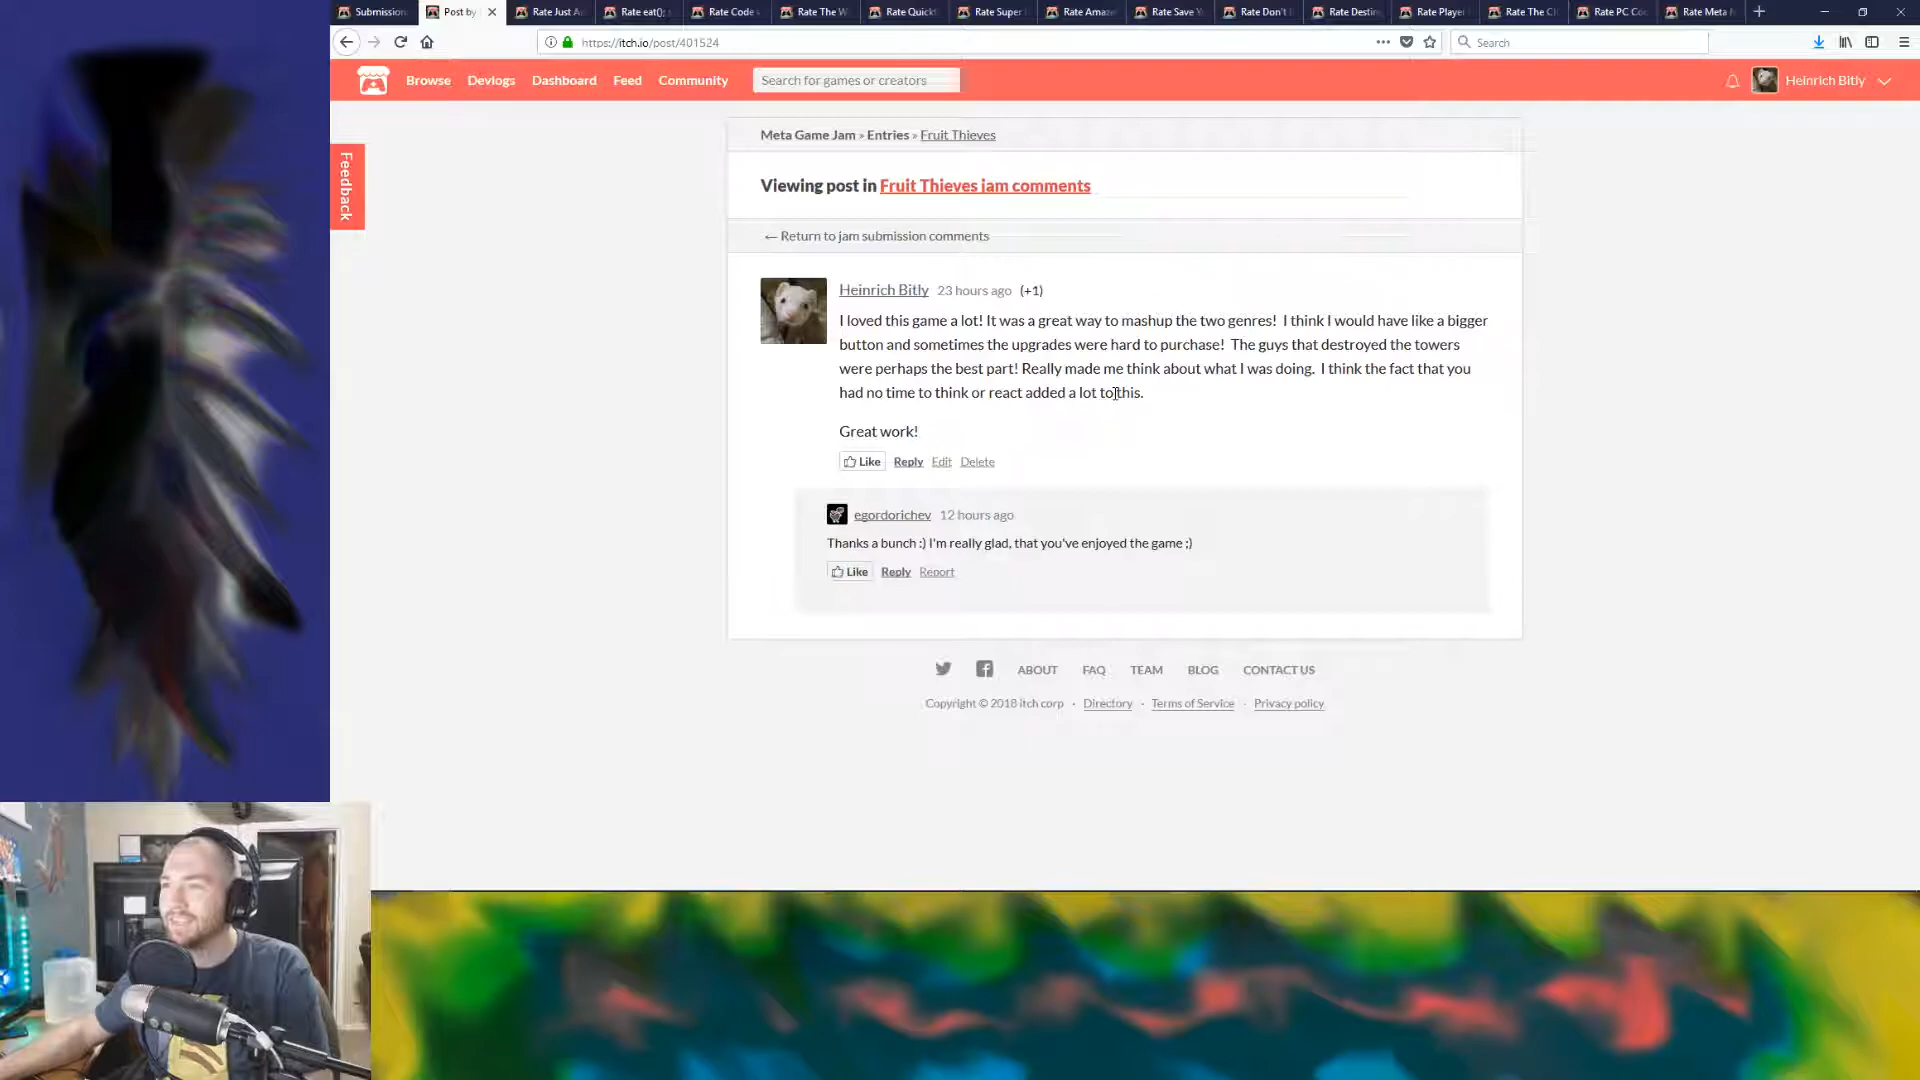 Submission
Post by
Rate Just A
Rate eat();
Rate Code
Rate The W
Rate Quick
Rate Super
Rate Amaz
Rate Save Y
Rate Don't
Rate Destin
Rate Player
Rate The Cl
Rate PC Co
Rate Meta
https://itch.io/post/401524
Search
Browse Devlogs Dashboard Feed Community
Search for games or creators
Heinrich Bitly
Feedback
Meta Game Jam » Entries » Fruit Thieves
Viewing post in Fruit Thieves jam comments
← Return to jam submission comments
Heinrich Bitly 23 hours ago (+1)
I loved this game a lot! It was a great way to mashup the two genres! I think I would have like a bigger
button and sometimes the upgrades were hard to purchase! The guys that destroyed the towers
were perhaps the best part! Really made me think about what I was doing. I think the fact that you
had no time to think or react added a lot to this.
Great work!
Like Reply Edit Delete
egordorichev 12 hours ago
Thanks a bunch :) I'm really glad, that you've enjoyed the game ;)
Like Reply Report
ABOUT FAQ TEAM BLOG CONTACT US
Copyright © 2018 itch corp · Directory · Terms of Service · Privacy policy